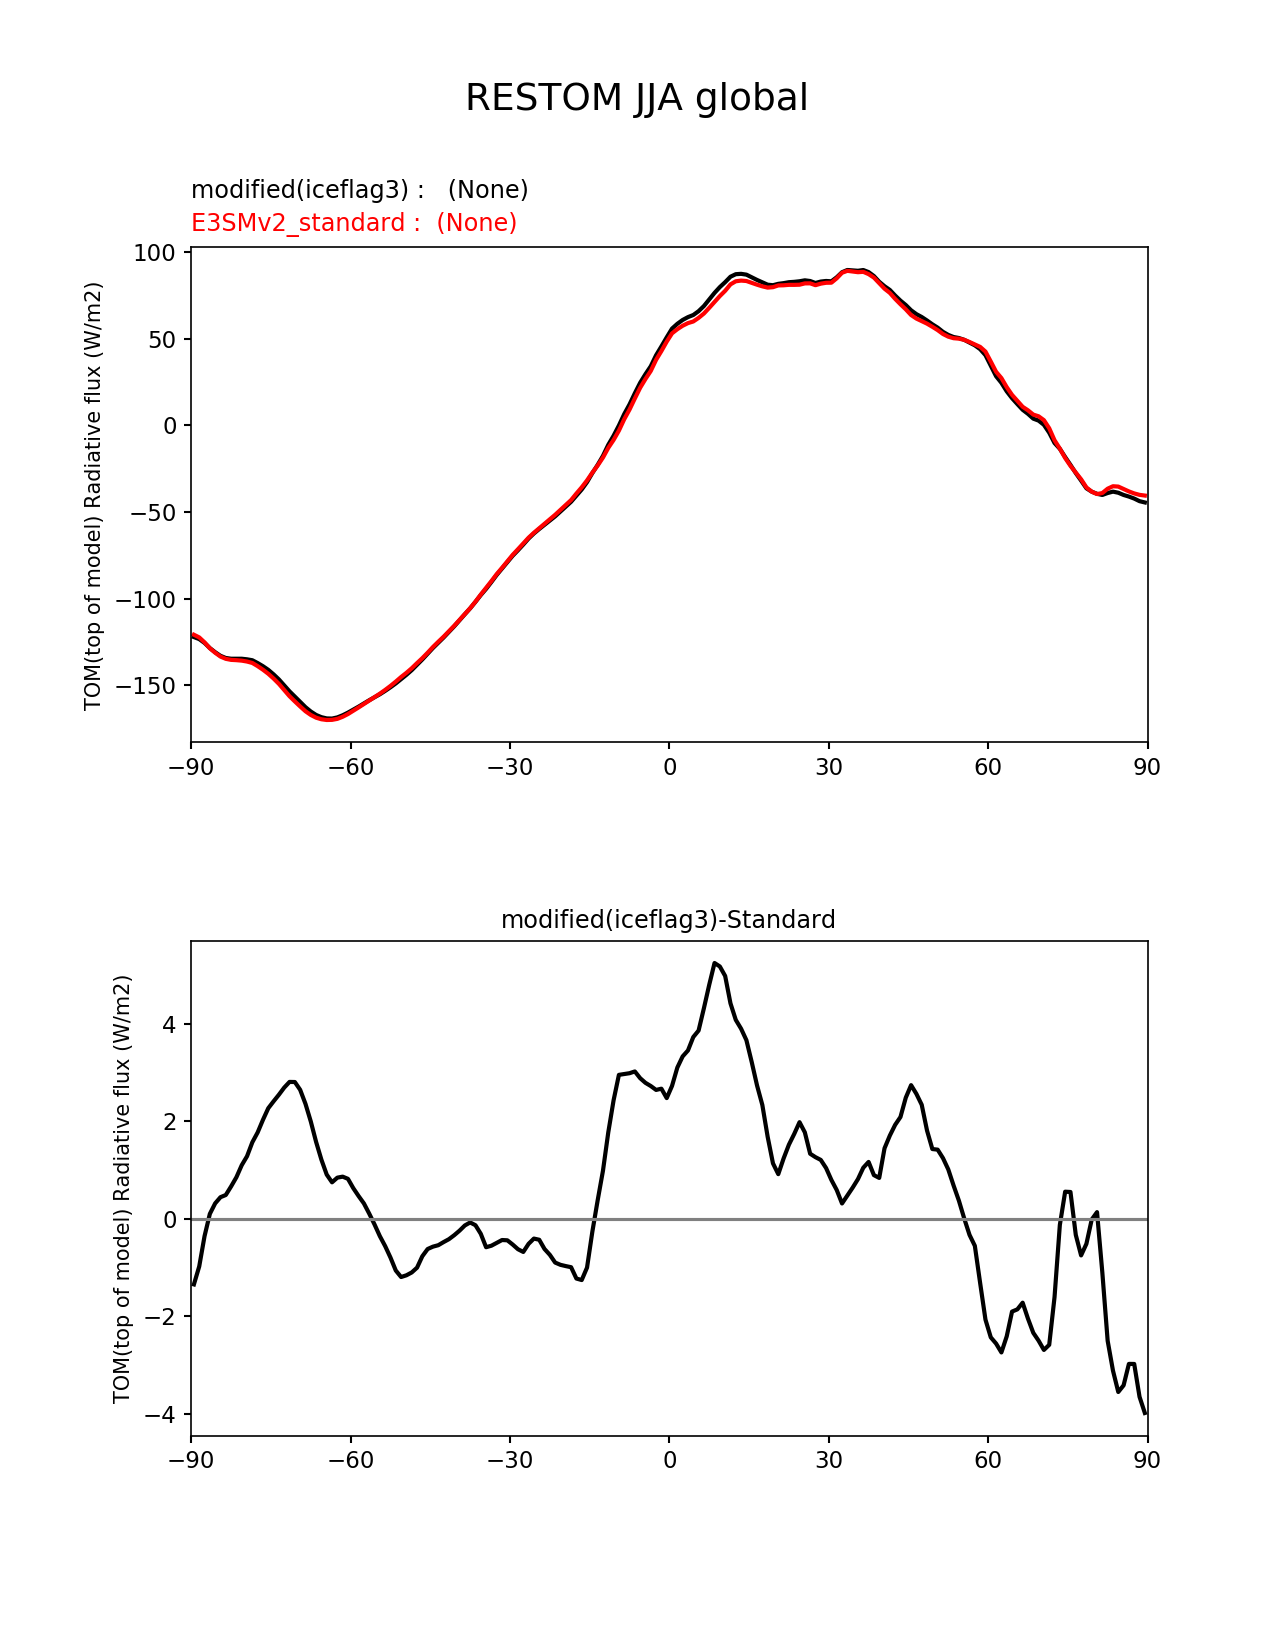 RESTOM JJA global
modified(iceflag3) :   (None)
E3SMv2_standard :  (None)
TOM(top of model) Radiative flux (W/m2)
100
50
0
−50
−100
−150
−90 −60 −30 0 30 60 90
modified(iceflag3)-Standard
TOM(top of model) Radiative flux (W/m2)
4
2
0
−2
−4
−90 −60 −30 0 30 60 90